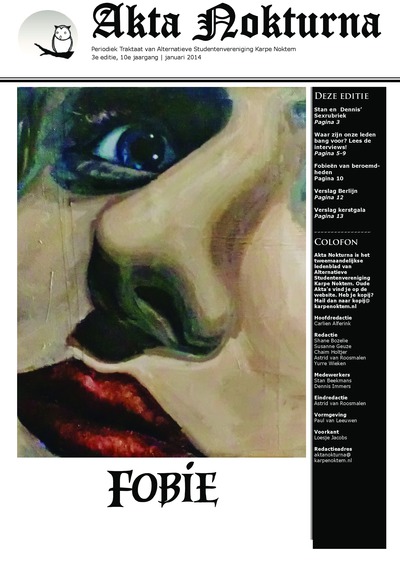 Akta Nokturna
Periodiek Traktaat van Alternatieve Studentenvereniging Karpe Noktem
3e editie, 10e jaargang | januari 2014
Deze editie
Stan en Dennis'
Sexrubriek
Pagina 3
Waar zijn onze leden
bang voor? Lees de
interviews!
Pagina 5-9
Fobieën van beroemd-
heden
Pagina 10
Verslag Berlijn
Pagina 12
Verslag kerstgala
Pagina 13
Colofon
Akta Nokturna is het
tweemaandelijkse
ledenblad van
Alternatieve
Studentenvereniging
Karpe Noktem. Oude
Akta's vind je op de
website. Heb je kopij?
Mail dan naar kopij@
karpenoktem.nl
Hoofdredactie
Carlien Alferink
Redactie
Shane Bozelie
Susanne Geuze
Chaim Holtjer
Astrid van Roosmalen
Yurre Wieken
Medewerkers
Stan Beekmans
Dennis Immers
Eindredactie
Astrid van Roosmalen
Vormgeving
Paul van Leeuwen
Voorkant
Loesje Jacobs
Redactieadres
aktanokturna@
karpenoktem.nl
Fobie